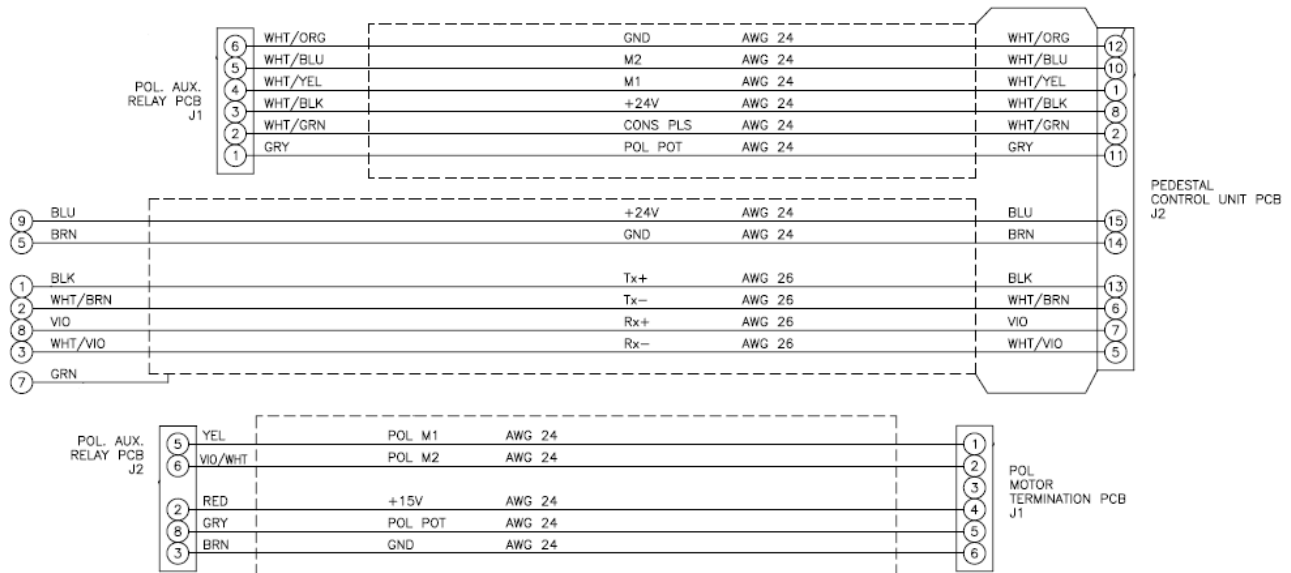 POL. AUX.
RELAY PCB
J1
6 WHT/ORG GND AWG 24 WHT/ORG 12
5 WHT/BLU M2 AWG 24 WHT/BLU 10
4 WHT/YEL M1 AWG 24 WHT/YEL 1
3 WHT/BLK +24V AWG 24 WHT/BLK 8
2 WHT/GRN CONS PLS AWG 24 WHT/GRN 2
1 GRY POL POT AWG 24 GRY 11
PEDESTAL
CONTROL UNIT PCB
J2
9 BLU +24V AWG 24 BLU 15
5 BRN GND AWG 24 BRN 14
1 BLK Tx+ AWG 26 BLK 13
2 WHT/BRN Tx- AWG 26 WHT/BRN 6
8 VIO Rx+ AWG 26 VIO 7
3 WHT/VIO Rx- AWG 26 WHT/VIO 5
7 GRN
POL. AUX.
RELAY PCB
J2
5 YEL POL M1 AWG 24 1
6 VIO/WHT POL M2 AWG 24 2
3
2 RED +15V AWG 24 4
8 GRY POL POT AWG 24 5
3 BRN GND AWG 24 6
POL
MOTOR
TERMINATION PCB
J1